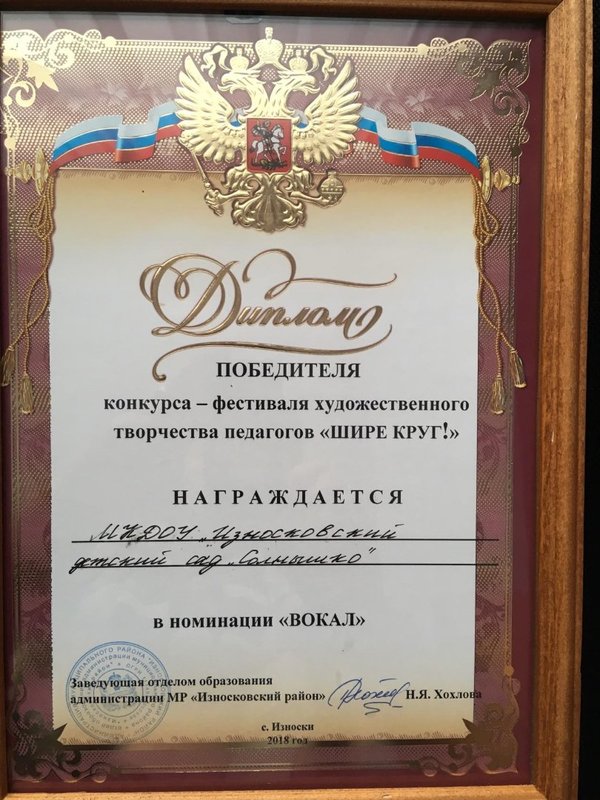 Диплом
ПОБЕДИТЕЛЯ
конкурса – фестиваля художественного
творчества педагогов «ШИРЕ КРУГ!»
НАГРАЖДАЕТСЯ
МКДОУ „Износковский
детский сад „Солнышко"
в номинации «ВОКАЛ»
Заведующая отделом образования
администрации МР «Износковский район» Н.Я. Хохлова
с. Износки
2018 год